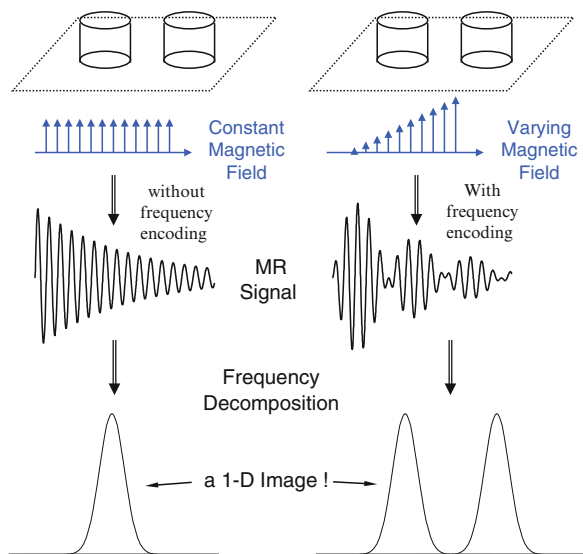 Constant
Magnetic
Field
Varying
Magnetic
Field
without
frequency
encoding
With
frequency
encoding
MR
Signal
Frequency
Decomposition
a 1-D Image !